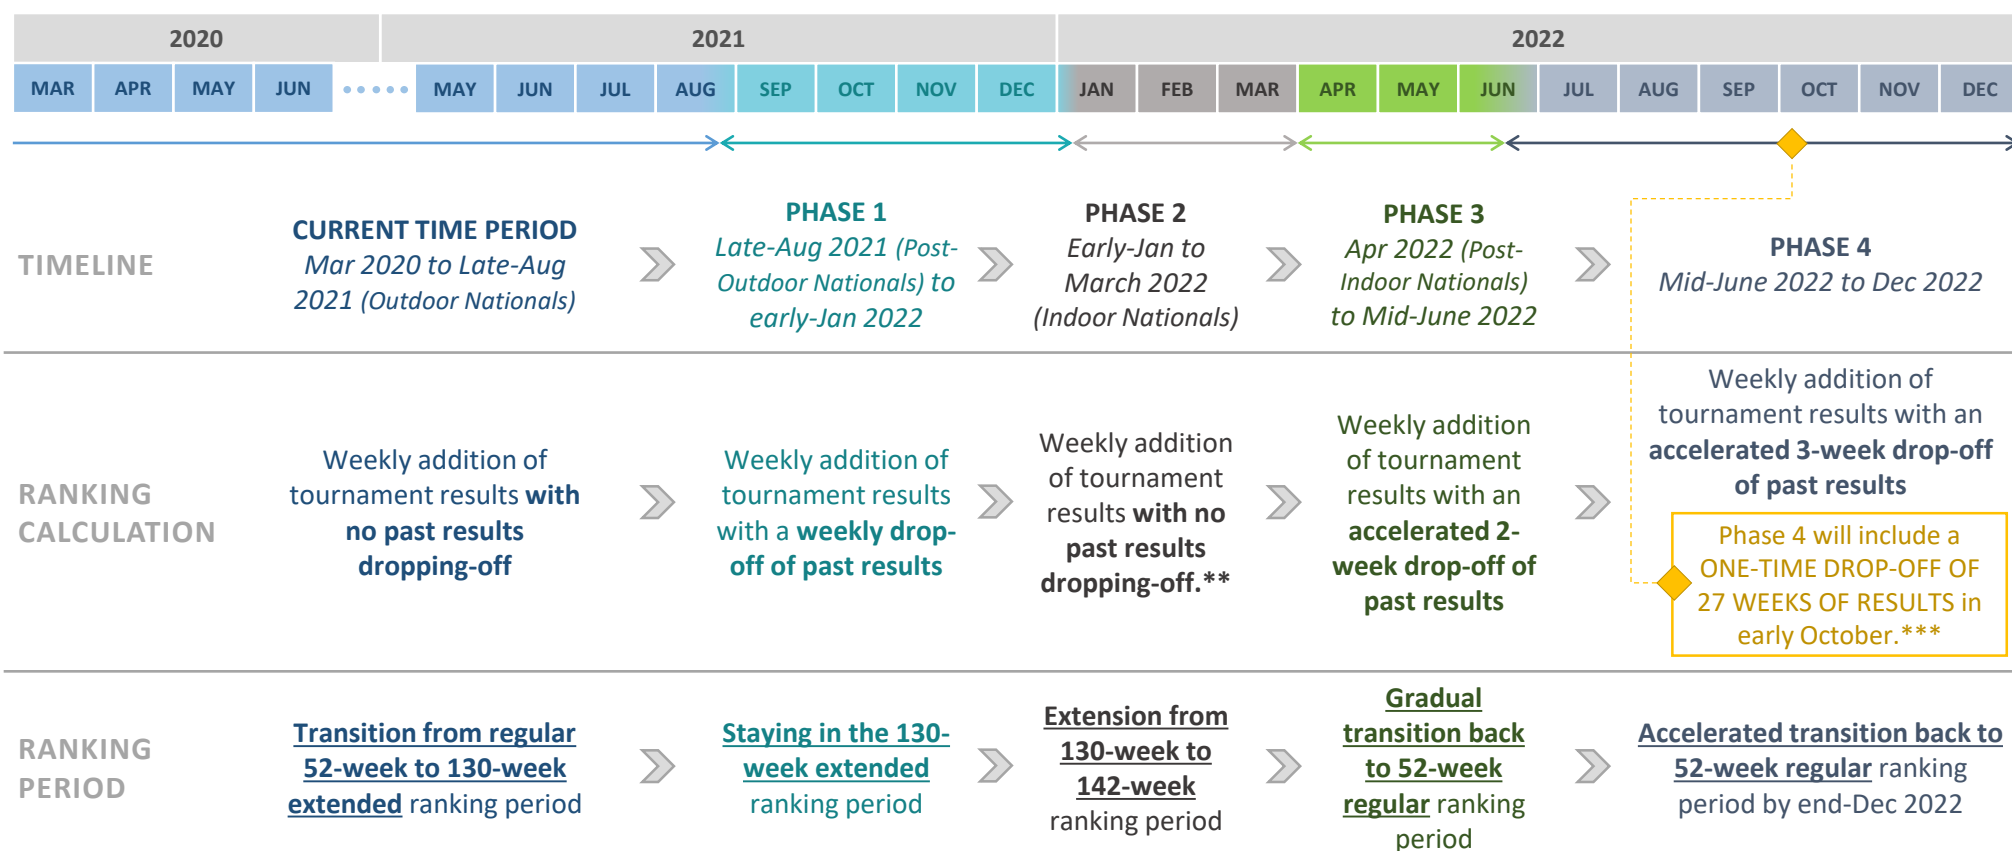 2020 2021 2022
MAR APR MAY JUN MAY JUN JUL AUG SEP OCT NOV DEC JAN FEB MAR APR MAY JUN JUL AUG SEP OCT NOV DEC
TIMELINE
CURRENT TIME PERIOD
Mar 2020 to Late-Aug
2021 (Outdoor Nationals)
PHASE 1
Late-Aug 2021 (Post-
Outdoor Nationals) to
early-Jan 2022
PHASE 2
Early-Jan to
March 2022
(Indoor Nationals)
PHASE 3
Apr 2022 (Post-
Indoor Nationals)
to Mid-June 2022
PHASE 4
Mid-June 2022 to Dec 2022
RANKING
CALCULATION
Weekly addition of
tournament results with
no past results
dropping-off
Weekly addition of
tournament results
with a weekly drop-
off of past results
Weekly addition
of tournament
results with no
past results
dropping-off.**
Weekly addition
of tournament
results with an
accelerated 2-
week drop-off of
past results
Weekly addition of
tournament results with an
accelerated 3-week drop-off
of past results
Phase 4 will include a
ONE-TIME DROP-OFF OF
27 WEEKS OF RESULTS in
early October.***
RANKING
PERIOD
Transition from regular
52-week to 130-week
extended ranking period
Staying in the 130-
week extended
ranking period
Extension from
130-week to
142-week
ranking period
Gradual
transition back
to 52-week
regular ranking
period
Accelerated transition back to
52-week regular ranking
period by end-Dec 2022